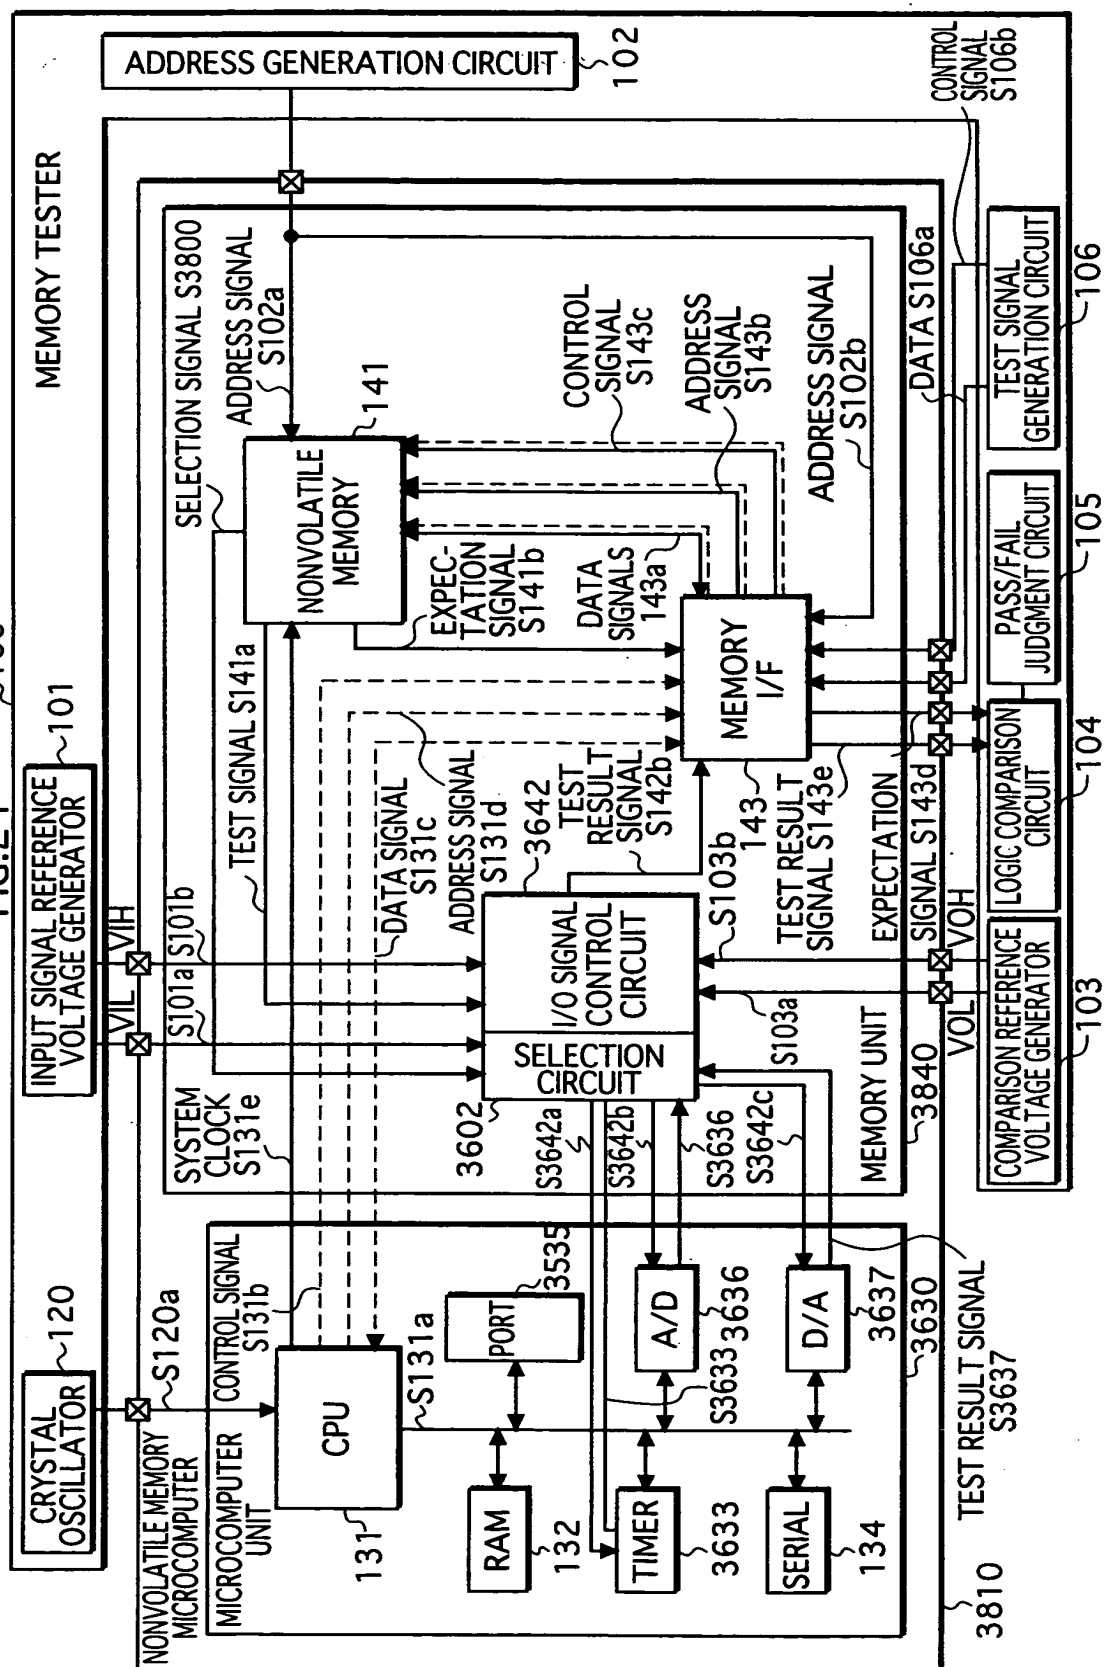 FIG.24
100
MEMORY TESTER
CRYSTAL
OSCILLATOR
120
S120a
INPUT SIGNAL REFERENCE
VOLTAGE GENERATOR
101
VIL
VIH
S101a
S101b
ADDRESS GENERATION CIRCUIT
102
NONVOLATILE MEMORY
MICROCOMPUTER
MICROCOMPUTER
UNIT
CONTROL SIGNAL
S131b
SYSTEM
CLOCK
S131e
TEST SIGNAL S141a
SELECTION SIGNAL S3800
ADDRESS SIGNAL
S102a
CPU
131
S131a
NONVOLATILE
MEMORY
141
DATA SIGNAL
S131c
ADDRESS SIGNAL
S131d
EXPEC-
TATION
SIGNAL
S141b
DATA
SIGNALS
143a
CONTROL
SIGNAL
S143c
ADDRESS
SIGNAL
S143b
ADDRESS SIGNAL
S102b
RAM
132
PORT
3535
TIMER
3633
S3633
SERIAL
134
A/D
3636
D/A
3637
3630
SELECTION
CIRCUIT
3602
I/O SIGNAL
CONTROL
CIRCUIT
3642
S3642a
S3642b
S3636
S3642c
TEST
RESULT
SIGNAL
S142b
MEMORY
I/F
143
TEST RESULT
SIGNAL S143e
EXPECTATION
SIGNAL S143d
S103a
S103b
MEMORY UNIT
3840
VOL
VOH
DATA S106a
CONTROL
SIGNAL
S106b
TEST RESULT SIGNAL
S3637
3810
COMPARISON REFERENCE
VOLTAGE GENERATOR
103
LOGIC COMPARISON
CIRCUIT
104
PASS/FAIL
JUDGMENT CIRCUIT
105
TEST SIGNAL
GENERATION CIRCUIT
106